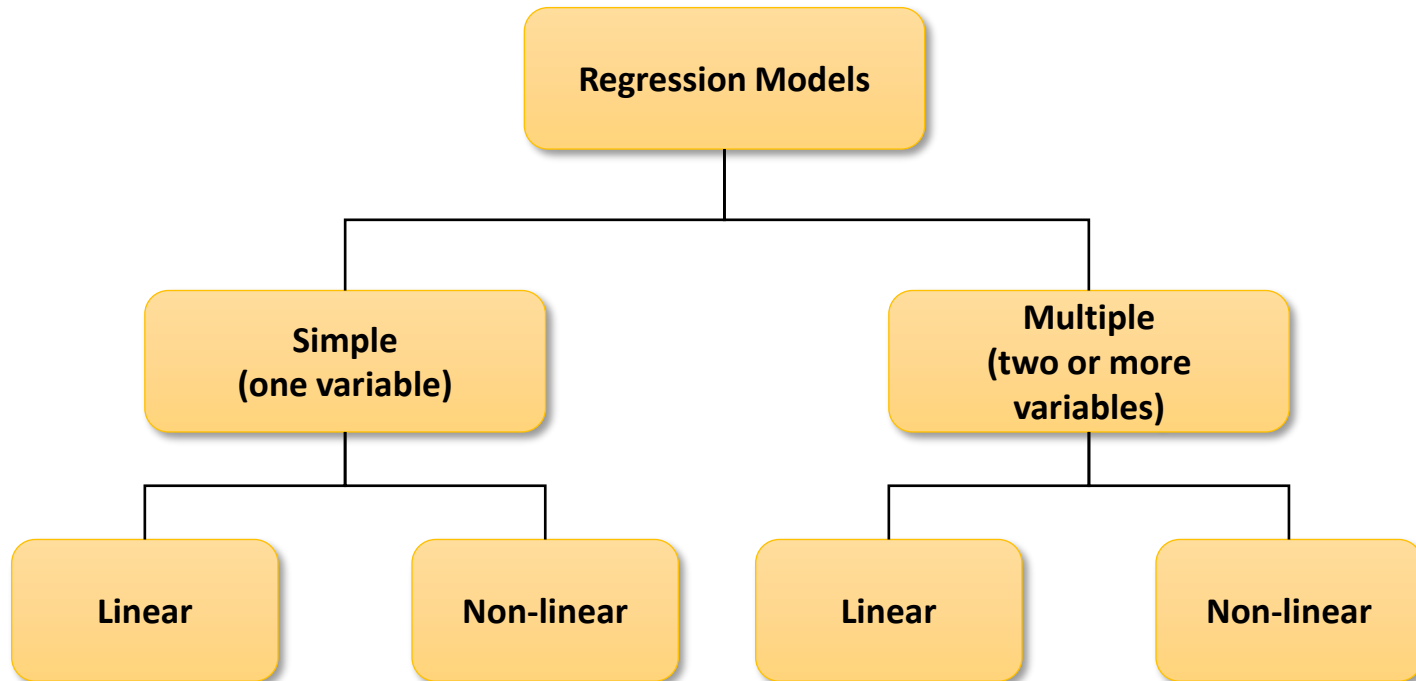 Regression Models
Simple
(one variable)
Multiple
(two or more
variables)
Linear
Non-linear
Linear
Non-linear